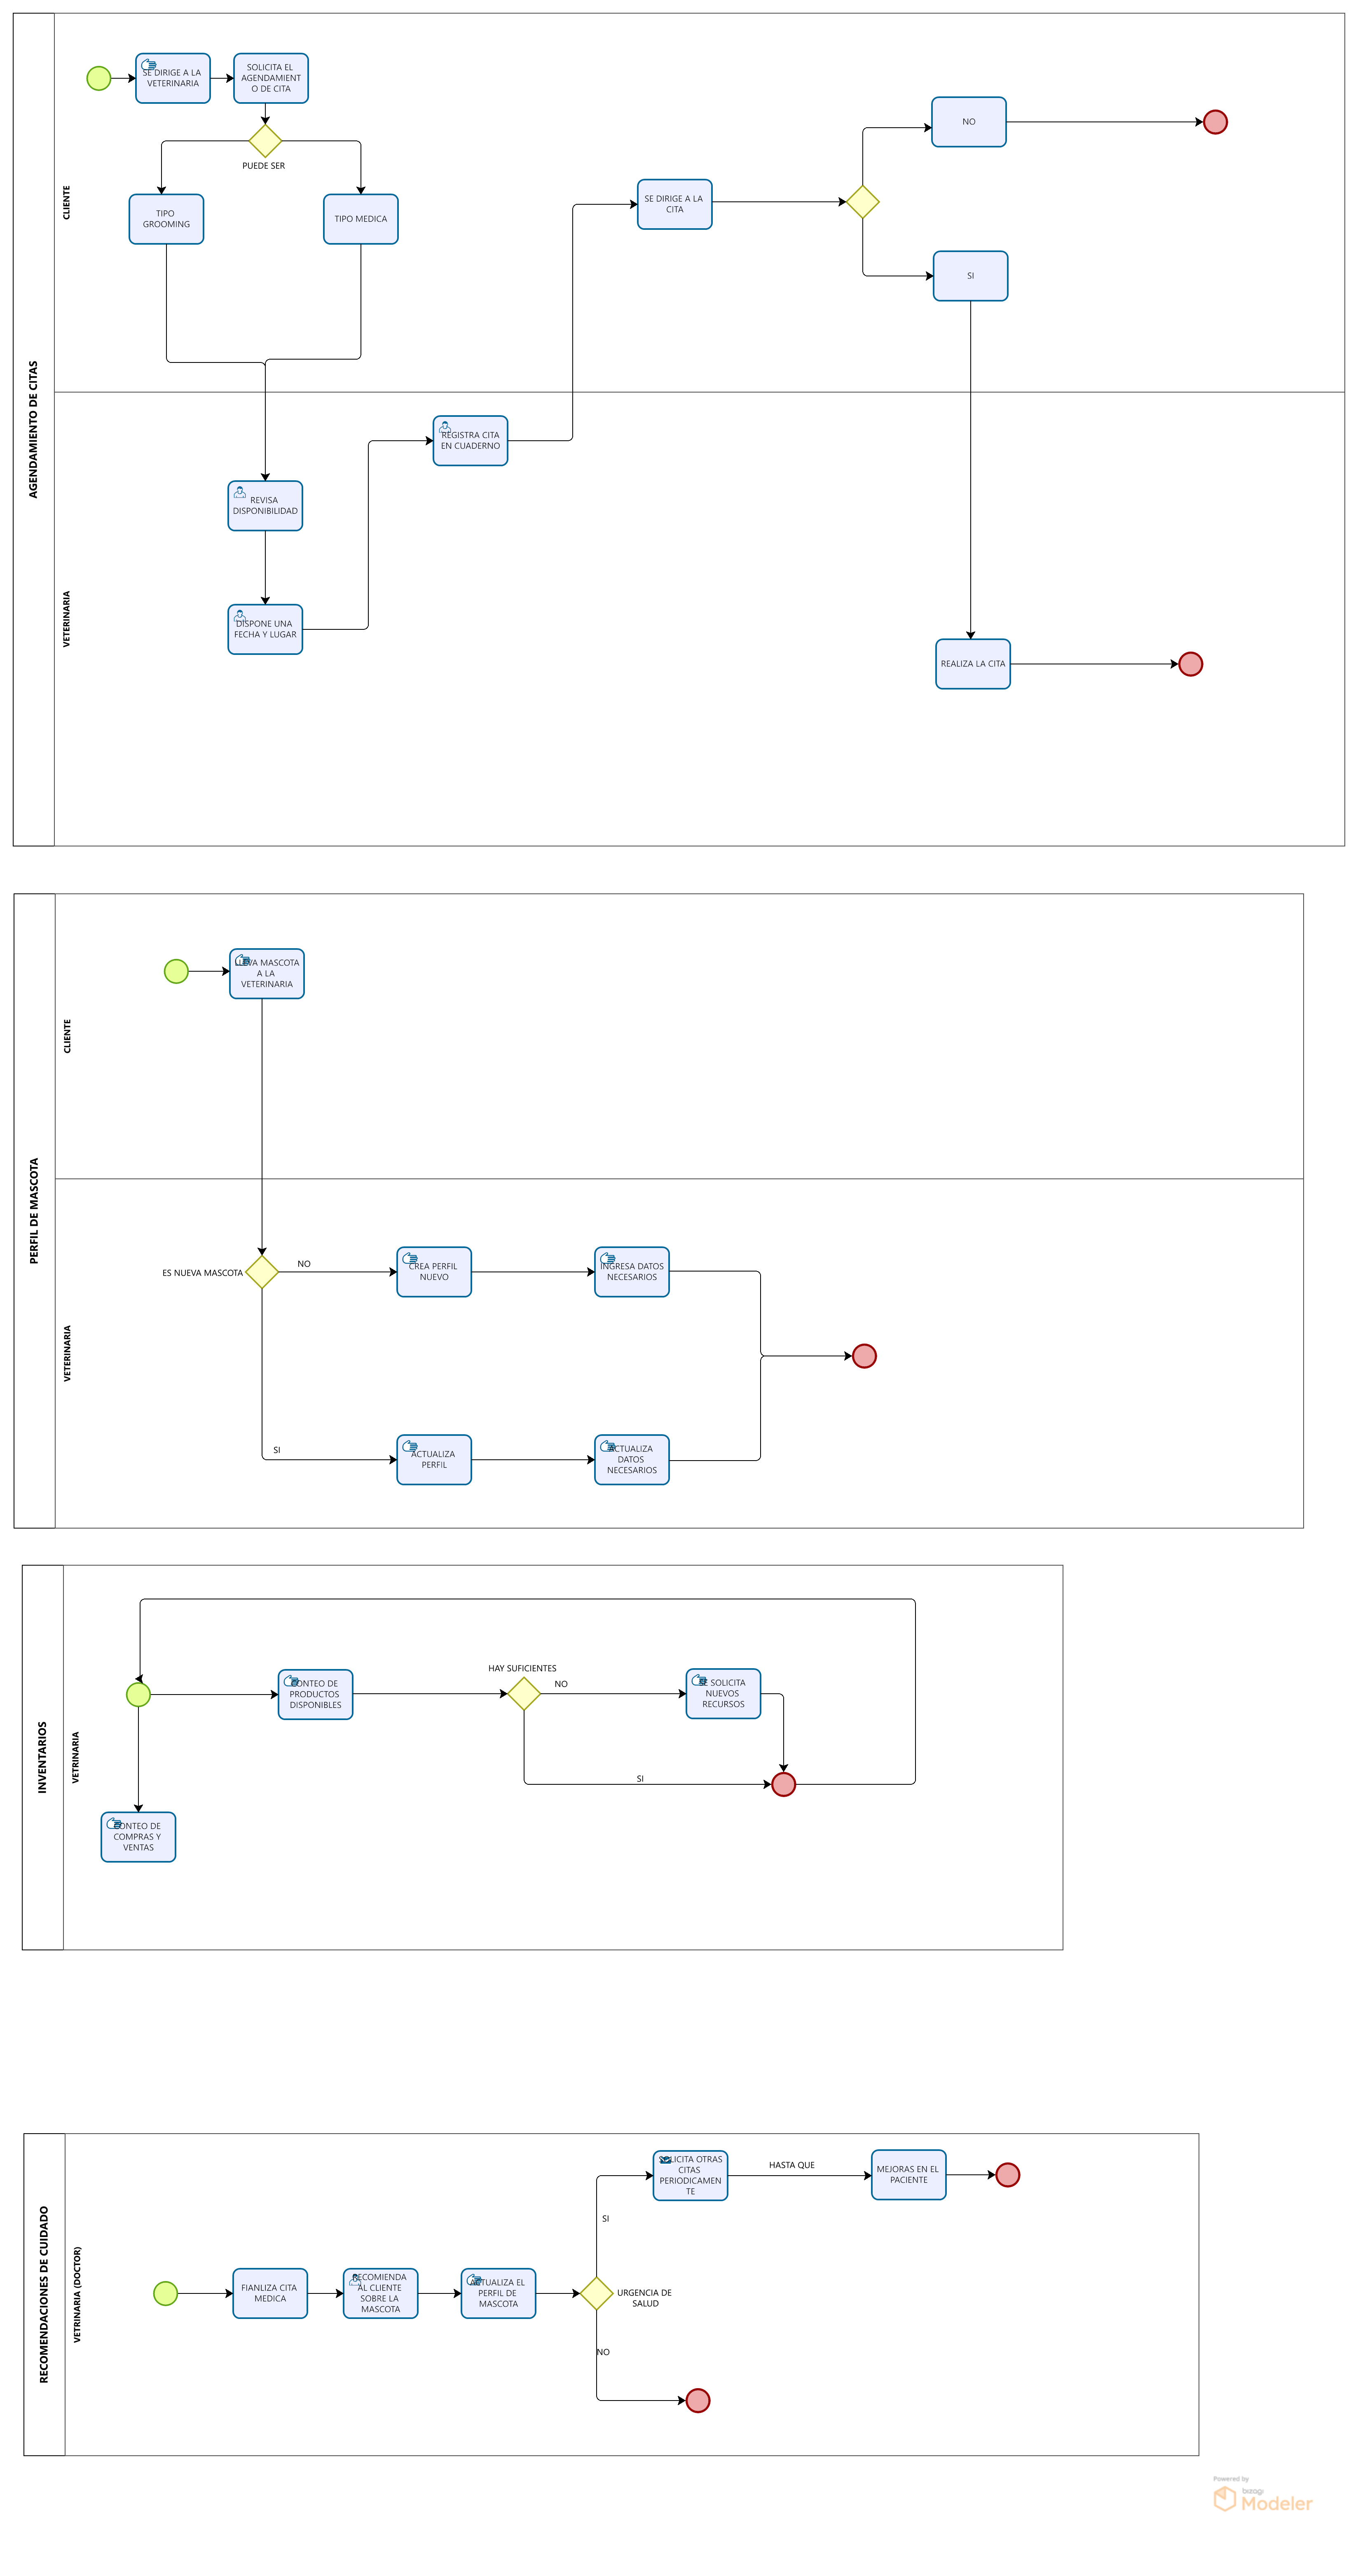 AGENDAMIENTO DE CITAS
CLIENTE
SE DIRIGE A LA
VETERINARIA
SOLICITA EL
AGENDAMIENT
O DE CITA
PUEDE SER
TIPO
GROOMING
TIPO MEDICA
SE DIRIGE A LA
CITA
NO
SI
VETERINARIA
REGISTRA CITA
EN CUADERNO
REVISA
DISPONIBILIDAD
DISPONE UNA
FECHA Y LUGAR
REALIZA LA CITA
PERFIL DE MASCOTA
CLIENTE
LLEVA MASCOTA
A LA
VETERINARIA
VETERINARIA
ES NUEVA MASCOTA
NO
CREA PERFIL
NUEVO
INGRESA DATOS
NECESARIOS
SI
ACTUALIZA
PERFIL
ACTUALIZA
DATOS
NECESARIOS
INVENTARIOS
VETRINARIA
CONTEO DE
PRODUCTOS
DISPONIBLES
HAY SUFICIENTES
NO
SE SOLICITA
NUEVOS
RECURSOS
SI
CONTEO DE
COMPRAS Y
VENTAS
RECOMENDACIONES DE CUIDADO
VETRINARIA (DOCTOR)
SOLICITA OTRAS
CITAS
PERIODICAMEN
TE
HASTA QUE
MEJORAS EN EL
PACIENTE
SI
FIANLIZA CITA
MEDICA
RECOMIENDA
AL CLIENTE
SOBRE LA
MASCOTA
ACTUALIZA EL
PERFIL DE
MASCOTA
URGENCIA DE
SALUD
NO
Powered by
bizagi
Modeler